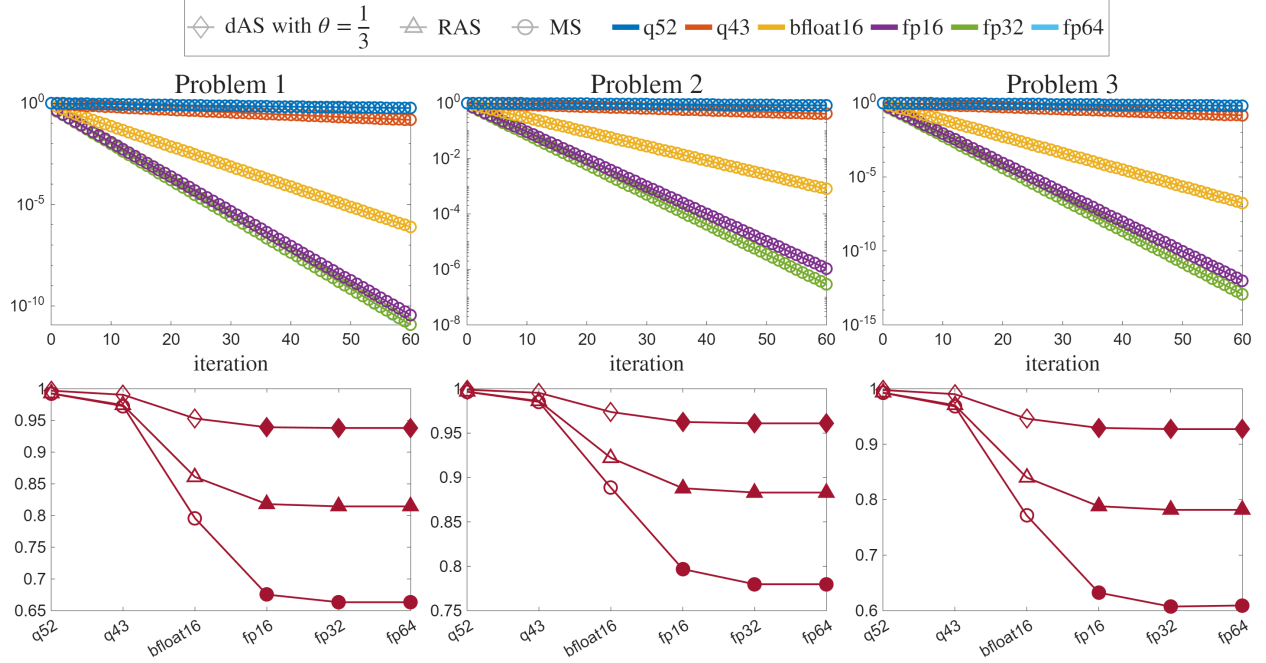 dAS with θ = 1/3 RAS MS q52 q43 bfloat16 fp16 fp32 fp64
Problem 1 Problem 2 Problem 3
10^0
10^-5
10^-10
0 10 20 30 40 50 60
iteration
10^0
10^-2
10^-4
10^-6
10^-8
0 10 20 30 40 50 60
iteration
10^0
10^-5
10^-10
10^-15
0 10 20 30 40 50 60
iteration
1
0.95
0.9
0.85
0.8
0.75
0.7
0.65
q52 q43 bfloat16 fp16 fp32 fp64
1
0.95
0.9
0.85
0.8
0.75
q52 q43 bfloat16 fp16 fp32 fp64
1
0.9
0.8
0.7
0.6
q52 q43 bfloat16 fp16 fp32 fp64